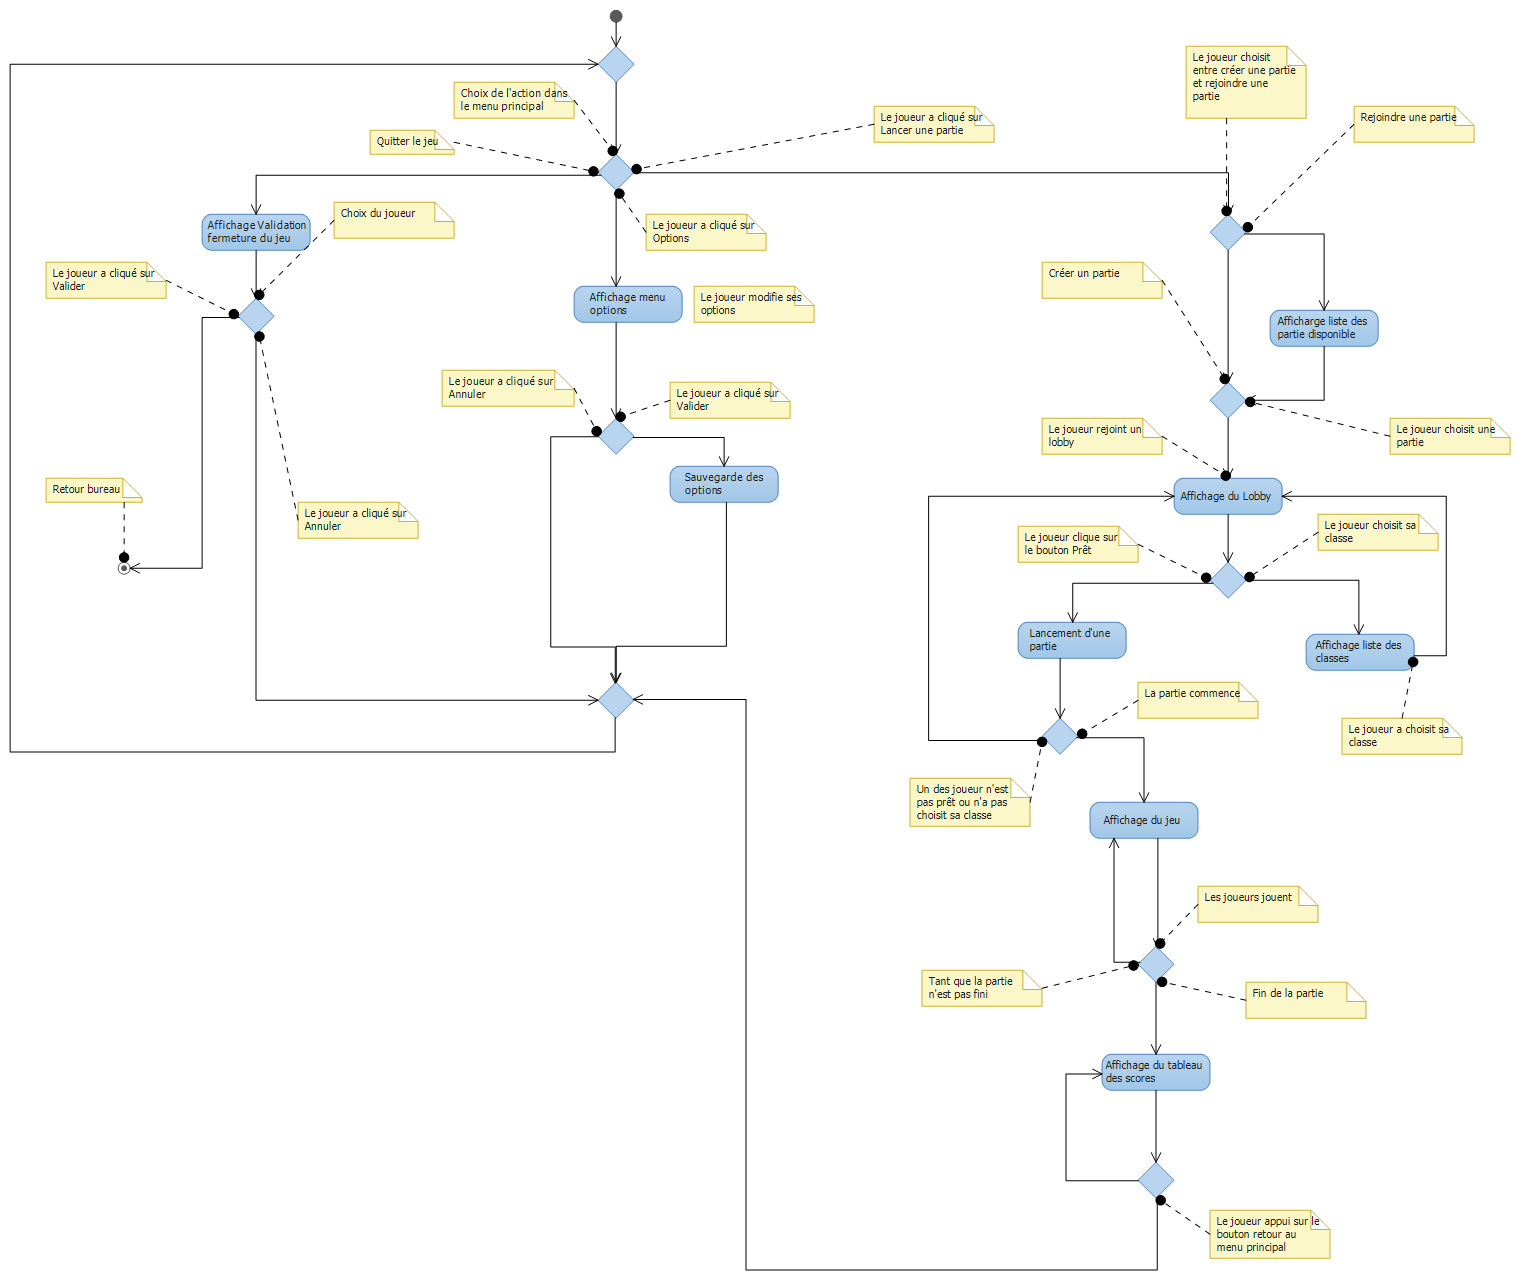 Le joueur choisit
entre créer une partie
et rejoindre une
partie
Choix de l'action dans
le menu principal
Le joueur a cliqué sur
Lancer une partie
Rejoindre une partie
Quitter le jeu
Choix du joueur
Affichage Validation
fermeture du jeu
Le joueur a cliqué sur
Options
Le joueur a cliqué sur
Valider
Créer un partie
Affichage menu
options
Le joueur modifie ses
options
Afficharge liste des
partie disponible
Le joueur a cliqué sur
Annuler
Le joueur a cliqué sur
Valider
Le joueur rejoint un
lobby
Le joueur choisit une
partie
Sauvegarde des
options
Retour bureau
Affichage du Lobby
Le joueur a cliqué sur
Annuler
Le joueur clique sur
le bouton Prêt
Le joueur choisit sa
classe
Lancement d'une
partie
Affichage liste des
classes
La partie commence
Le joueur a choisit sa
classe
Un des joueur n'est
pas prêt ou n'a pas
choisit sa classe
Affichage du jeu
Les joueurs jouent
Tant que la partie
n'est pas fini
Fin de la partie
Affichage du tableau
des scores
Le joueur appui sur le
bouton retour au
menu principal